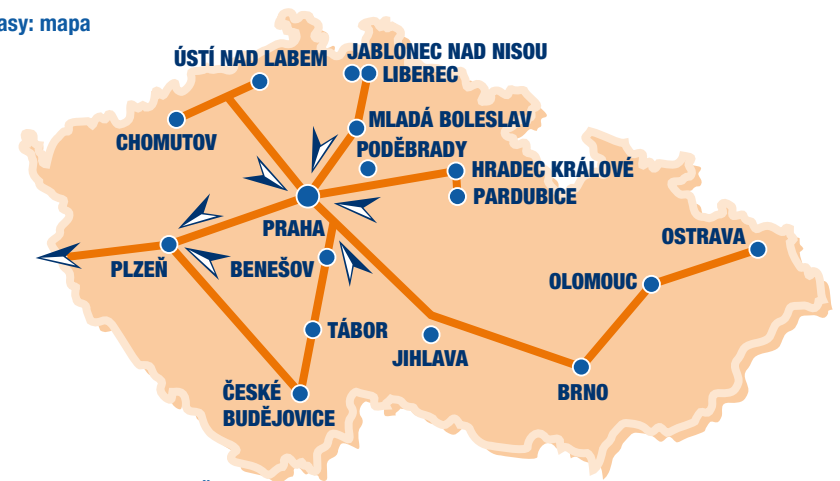 asy: mapa
ÚSTÍ NAD LABEM
JABLONEC NAD NISOU
LIBEREC
CHOMUTOV
MLADÁ BOLESLAV
PODĚBRADY
HRADEC KRÁLOVÉ
PARDUBICE
PRAHA
PLZEŇ
BENEŠOV
OSTRAVA
OLOMOUC
TÁBOR
JIHLAVA
ČESKÉ
BUDĚJOVICE
BRNO